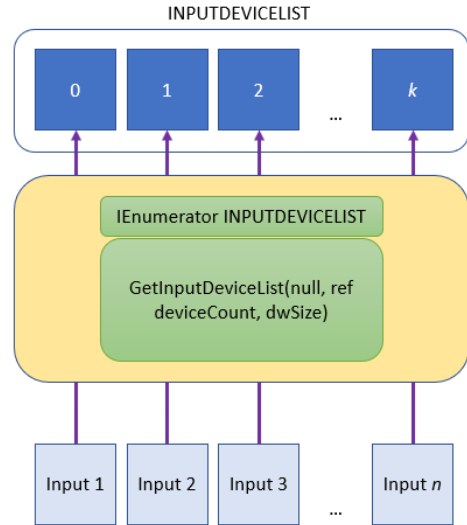 INPUTDEVICELIST
0 1 2 ... k
IEnumerator INPUTDEVICELIST
GetInputDeviceList(null, ref
deviceCount, dwSize)
Input 1 Input 2 Input 3 ... Input n